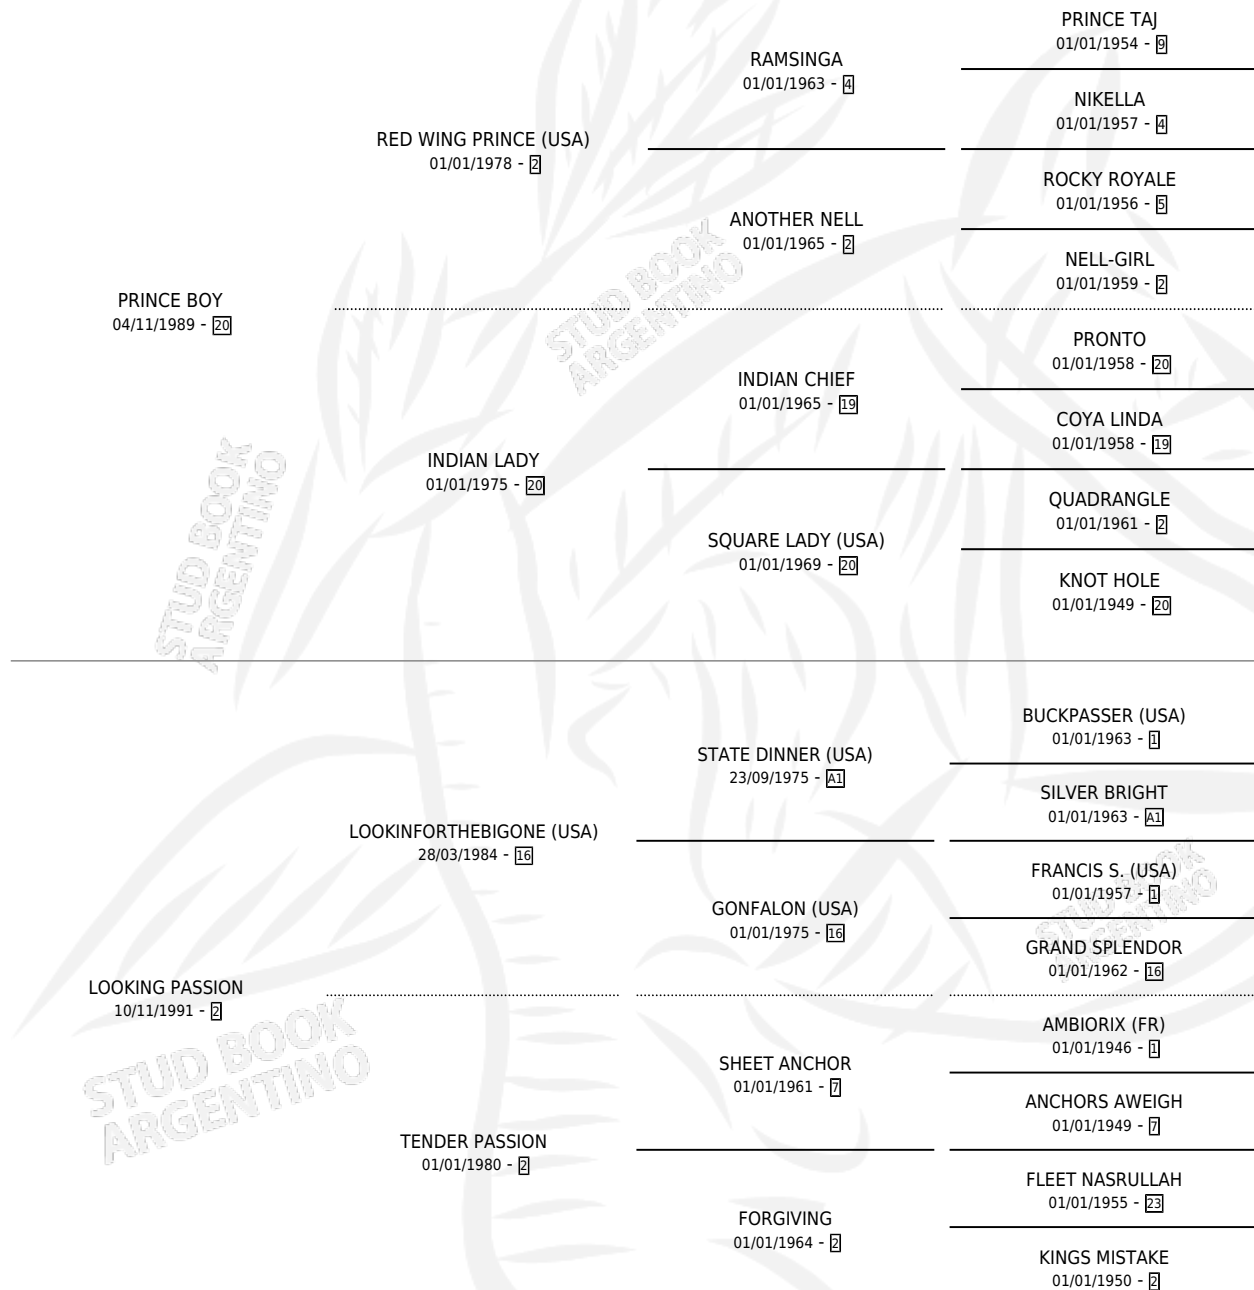 PRINCE BOY
04/11/1989 - 20
RED WING PRINCE (USA)
01/01/1978 - 2
INDIAN LADY
01/01/1975 - 20
RAMSINGA
01/01/1963 - 4
ANOTHER NELL
01/01/1965 - 2
INDIAN CHIEF
01/01/1965 - 19
SQUARE LADY (USA)
01/01/1969 - 20
PRINCE TAJ
01/01/1954 - 9
NIKELLA
01/01/1957 - 4
ROCKY ROYALE
01/01/1956 - 5
NELL-GIRL
01/01/1959 - 2
PRONTO
01/01/1958 - 20
COYA LINDA
01/01/1958 - 19
QUADRANGLE
01/01/1961 - 2
KNOT HOLE
01/01/1949 - 20
STUD BOOK
ARGENTINO
STUD BOOK
ARGENTINO
LOOKING PASSION
10/11/1991 - 2
LOOKINFORTHEBIGONE (USA)
28/03/1984 - 16
TENDER PASSION
01/01/1980 - 2
STATE DINNER (USA)
23/09/1975 - A1
GONFALON (USA)
01/01/1975 - 16
SHEET ANCHOR
01/01/1961 - 7
FORGIVING
01/01/1964 - 2
BUCKPASSER (USA)
01/01/1963 - 1
SILVER BRIGHT
01/01/1963 - A1
FRANCIS S. (USA)
01/01/1957 - 1
GRAND SPLENDOR
01/01/1962 - 16
AMBIORIX (FR)
01/01/1946 - 1
ANCHORS AWEIGH
01/01/1949 - 7
FLEET NASRULLAH
01/01/1955 - 23
KINGS MISTAKE
01/01/1950 - 2
STUD BOOK
ARGENTINO
STUD BOOK
ARGENTINO